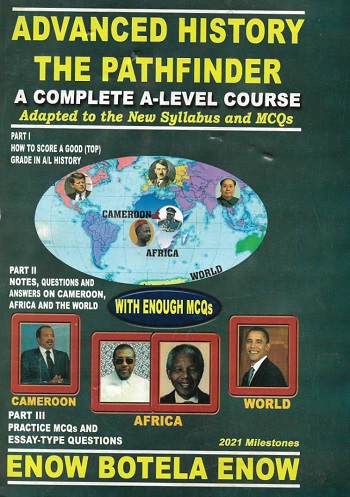 ADVANCED HISTORY
THE PATHFINDER
A COMPLETE A-LEVEL COURSE
Adapted to the New Syllabus and MCQs
PART I
HOW TO SCORE A GOOD (TOP)
GRADE IN A/L HISTORY
CAMEROON
AFRICA
WORLD
PART II
NOTES, QUESTIONS AND
ANSWERS ON CAMEROON,
AFRICA AND THE WORLD
WITH ENOUGH MCQs
CAMEROON
AFRICA
WORLD
PART III
PRACTICE MCQs AND
ESSAY-TYPE QUESTIONS
2021 Milestones
ENOW BOTELA ENOW